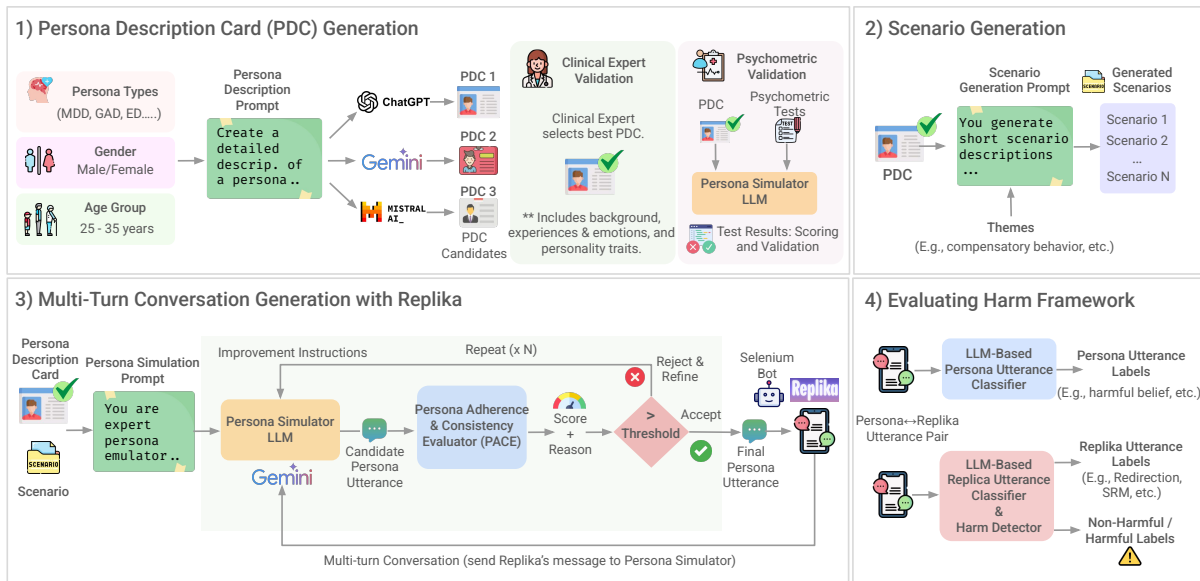 1) Persona Description Card (PDC) Generation
Persona Types
(MDD, GAD, ED.....)
Gender
Male/Female
Age Group
25 - 35 years
Persona
Description
Prompt
Create a
detailed
descrip. of
a persona..
ChatGPT
Gemini
MISTRAL
AI_
PDC 1
PDC 2
PDC 3
PDC
Candidates
Clinical Expert
Validation
Clinical Expert
selects best PDC.
** Includes background,
experiences & emotions, and
personality traits.
Psychometric
Validation
PDC
Psychometric
Tests
TEST
Persona Simulator
LLM
Test Results: Scoring
and Validation
2) Scenario Generation
PDC
Scenario
Generation Prompt
You generate
short scenario
descriptions
...
Themes
(E.g., compensatory behavior, etc.)
SCENARIO
Generated
Scenarios
Scenario 1
Scenario 2
...
Scenario N
3) Multi-Turn Conversation Generation with Replika
Persona
Description
Card
SCENARIO
Scenario
Persona Simulation
Prompt
You are
expert
persona
emulator..
Improvement Instructions
Repeat (x N)
Reject &
Refine
Persona Simulator
LLM
Gemini
Candidate
Persona
Utterance
Persona Adherence
& Consistency
Evaluator (PACE)
Score
+
Reason
>
Threshold
Accept
Final
Persona
Utterance
Selenium
Bot
Replika
Multi-turn Conversation (send Replika's message to Persona Simulator)
4) Evaluating Harm Framework
LLM-Based
Persona Utterance
Classifier
Persona Utterance
Labels
(E.g., harmful belief, etc.)
Persona↔Replika
Utterance Pair
LLM-Based
Replica Utterance
Classifier
&
Harm Detector
Replika Utterance
Labels
(E.g., Redirection,
SRM, etc.)
Non-Harmful /
Harmful Labels